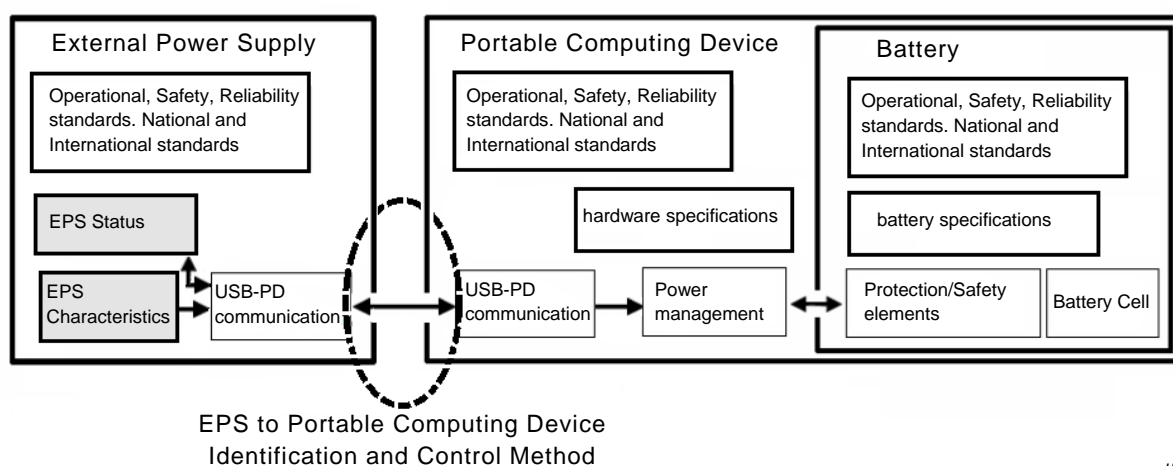 External Power Supply
Operational, Safety, Reliability
standards. National and
International standards
EPS Status
EPS
Characteristics
USB-PD
communication
Portable Computing Device
Operational, Safety, Reliability
standards. National and
International standards
hardware specifications
USB-PD
communication
Power
management
Battery
Operational, Safety, Reliability
standards. National and
International standards
battery specifications
Protection/Safety
elements
Battery Cell
EPS to Portable Computing Device
Identification and Control Method